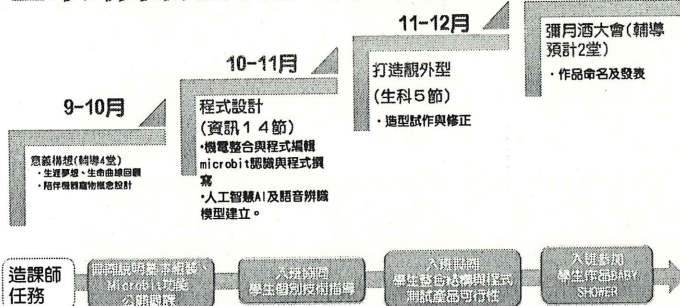 9-10月
意義構想(輔導4堂)
・生涯夢想、生命曲線回顧
・陪伴機器寵物概念設計
10-11月
程式設計
(資訊14節)
・機電整合與程式編輯
microbit認識與程式撰
寫
・人工智慧AI及語音辨識
模型建立。
11-12月
打造靚外型
(生科5節)
・造型試作與修正
彌月酒大會(輔導
預計2堂)
・作品命名及發表
造課師
任務
Microbit功能
公開觀課
入班協同
學生個別技術指導
入班協同
學生整合結構與程式
測試產品可行性
入班參加
學生作品BABY
SHOWER